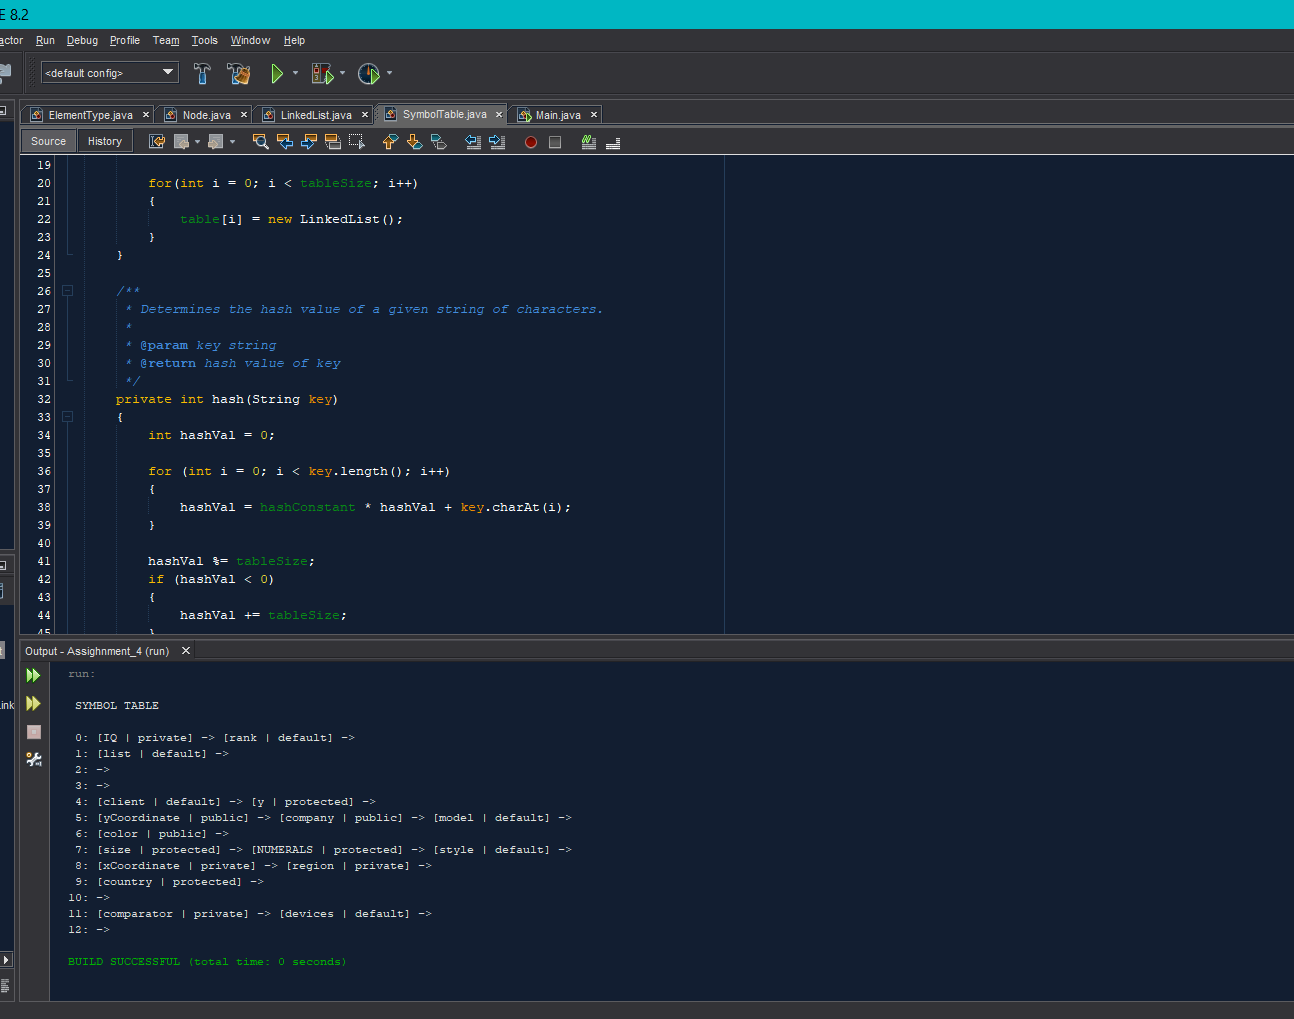 E 8.2
actor Run Debug Profile Team Tools Window Help
<default config>
ElementType.java Node.java LinkedList.java SymbolTable.java Main.java
Source History
19
20 for(int i = 0; i < tableSize; i++)
21 {
22 table[i] = new LinkedList();
23 }
24 }
25
26 /**
27 * Determines the hash value of a given string of characters.
28 *
29 * @param key string
30 * @return hash value of key
31 */
32 private int hash(String key)
33 {
34 int hashVal = 0;
35
36 for (int i = 0; i < key.length(); i++)
37 {
38 hashVal = hashConstant * hashVal + key.charAt(i);
39 }
40
41 hashVal %= tableSize;
42 if (hashVal < 0)
43 {
44 hashVal += tableSize;
45 }
Output - Assighnment_4 (run)
run:
ink
SYMBOL TABLE
0: [IQ | private] -> [rank | default] ->
1: [list | default] ->
2: ->
3: ->
4: [client | default] -> [y | protected] ->
5: [yCoordinate | public] -> [company | public] -> [model | default] ->
6: [color | public] ->
7: [size | protected] -> [NUMERALS | protected] -> [style | default] ->
8: [xCoordinate | private] -> [region | private] ->
9: [country | protected] ->
10: ->
11: [comparator | private] -> [devices | default] ->
12: ->
BUILD SUCCESSFUL (total time: 0 seconds)